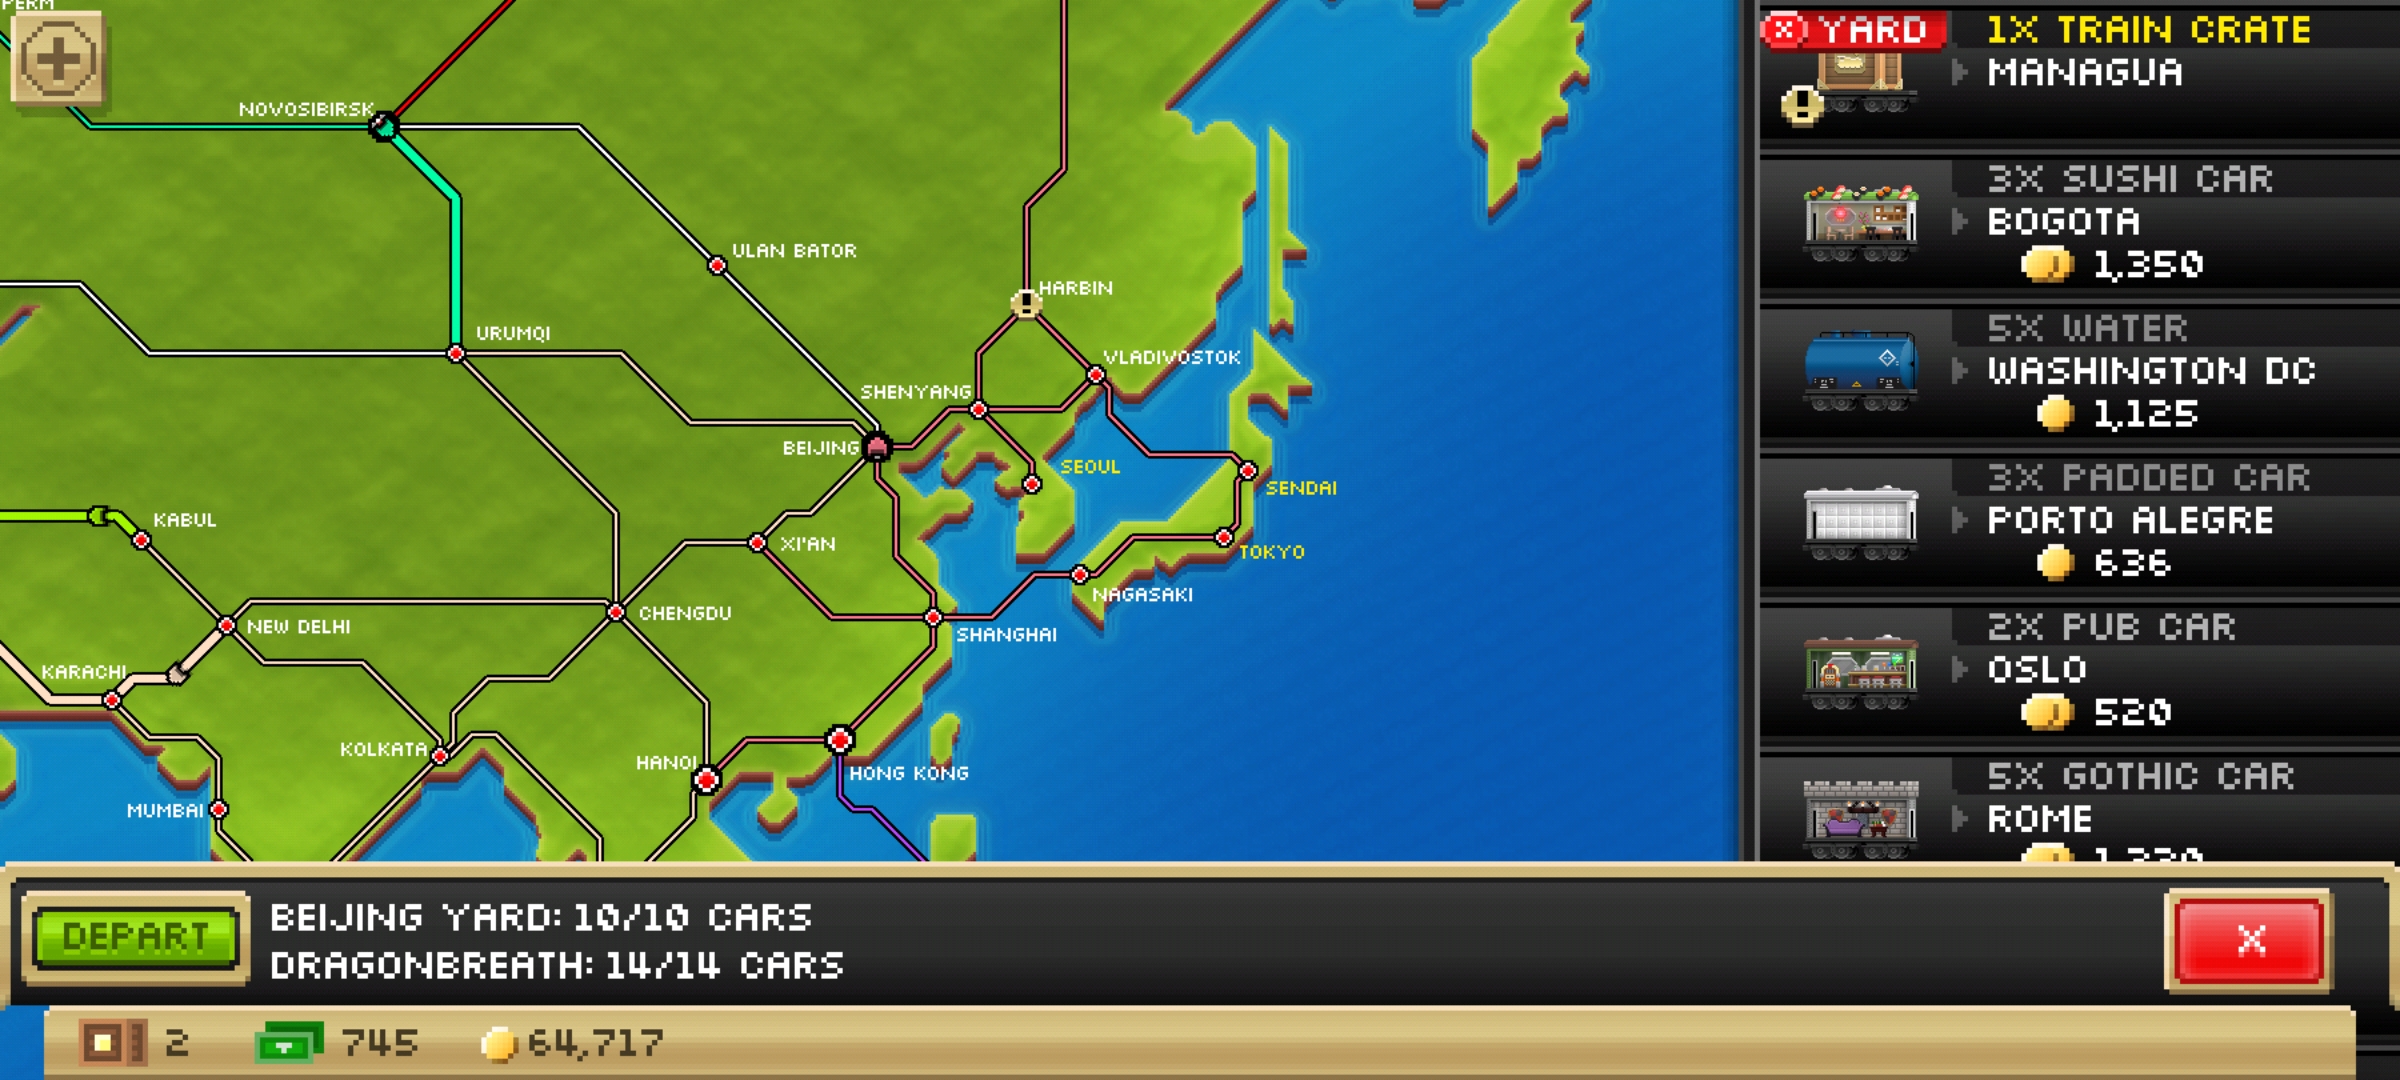 PERM
NOVOSIBIRSK
ULAN BATOR
HARBIN
URUMQI
VLADIVOSTOK
SHENYANG
BEIJING
SEOUL
SENDAI
KABUL
XI'AN
TOKYO
NAGASAKI
NEW DELHI
CHENGDU
SHANGHAI
KARACHI
KOLKATA
HANOI
HONG KONG
MUMBAI
X YARD
1X TRAIN CRATE
MANAGUA
3X SUSHI CAR
BOGOTA
1,350
5X WATER
WASHINGTON DC
1,125
3X PADDED CAR
PORTO ALEGRE
636
2X PUB CAR
OSLO
520
5X GOTHIC CAR
ROME
DEPART
BEIJING YARD: 10/10 CARS
DRAGONBREATH: 14/14 CARS
X
2
745
64,717